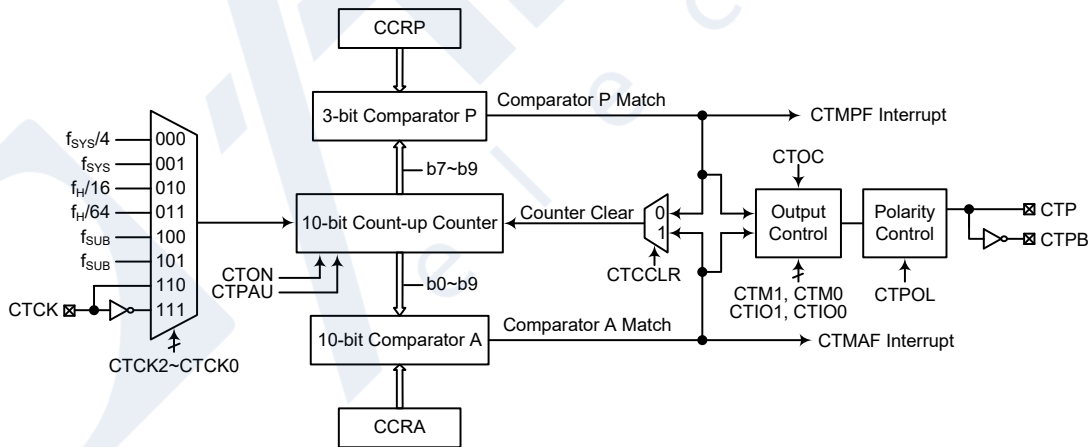 CCRP
3-bit Comparator P
Comparator P Match
CTMPF Interrupt
b7~b9
fSYS/4
000
fSYS
001
fH/16
010
fH/64
011
fSUB
100
fSUB
101
110
111
CTCK
CTCK2~CTCK0
10-bit Count-up Counter
CTON
CTPAU
Counter Clear
0
1
CTCCLR
CTOC
Output
Control
CTM1, CTM0
CTIO1, CTIO0
Polarity
Control
CTPOL
CTP
CTPB
b0~b9
10-bit Comparator A
Comparator A Match
CTMAF Interrupt
CCRA
e l e c